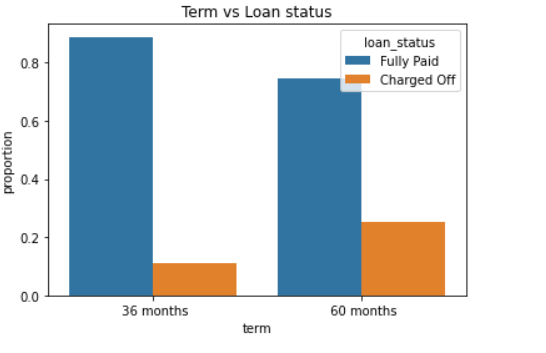 Term vs Loan status
loan_status
Fully Paid
Charged Off
proportion
0.8
0.6
0.4
0.2
0.0
36 months
60 months
term